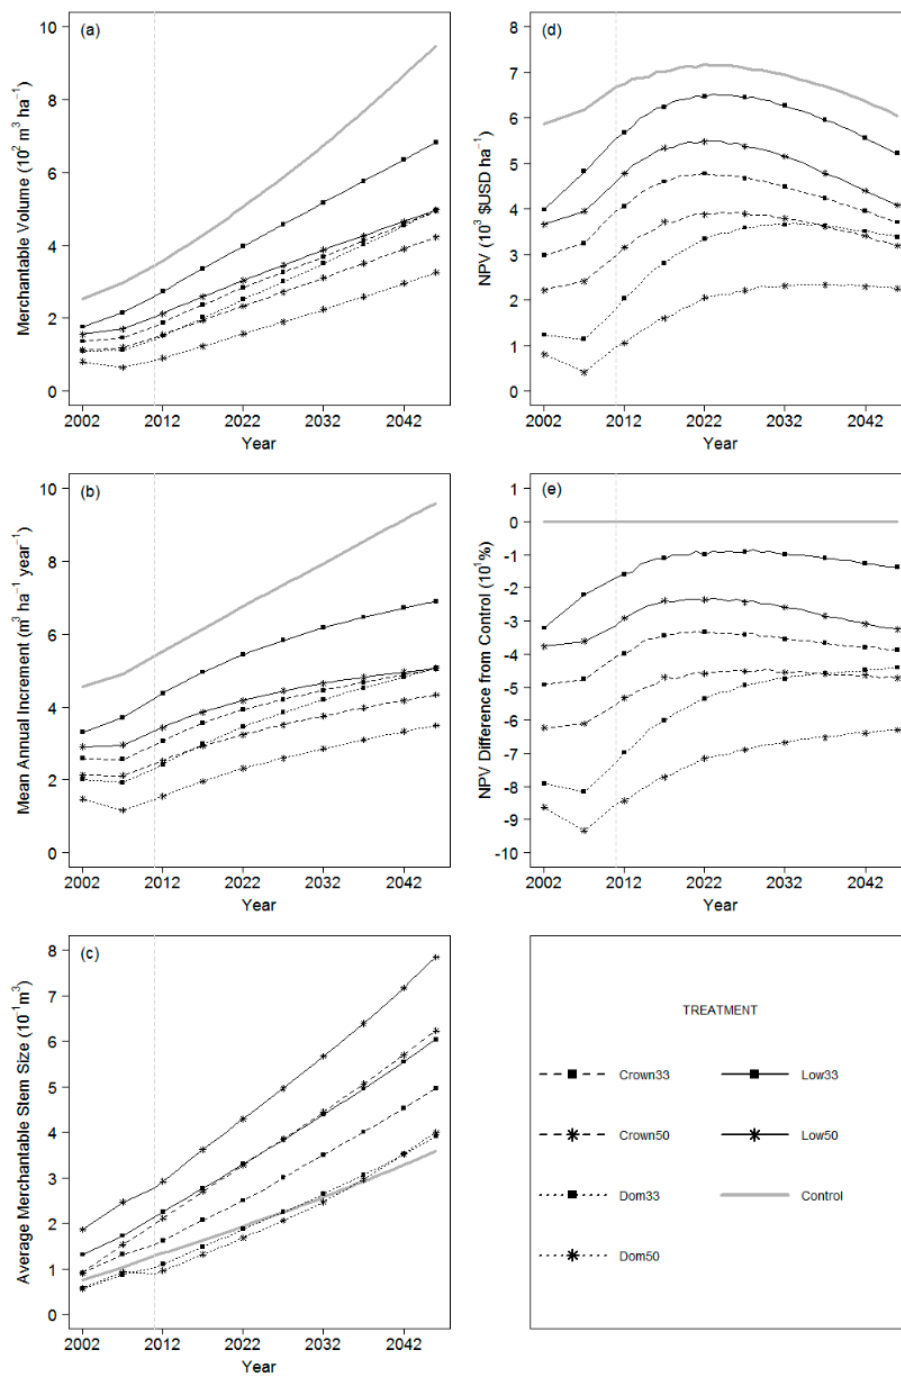 (a)
10
8
6
4
2
0
Merchantable Volume (10² m³ ha⁻¹)
2002 2012 2022 2032 2042
Year
(d)
7
6
5
4
3
2
1
0
NPV (10³ $USD ha⁻¹)
2002 2012 2022 2032 2042
Year
(b)
10
8
6
4
2
0
Mean Annual Increment (m³ ha⁻¹ year⁻¹)
2002 2012 2022 2032 2042
Year
(e)
1
0
-1
-2
-3
-4
-5
-6
-7
-8
-9
-10
NPV Difference from Control (10¹%)
2002 2012 2022 2032 2042
Year
(c)
8
7
6
5
4
3
2
1
0
Average Merchantable Stem Size (10⁻¹m³)
2002 2012 2022 2032 2042
Year
TREATMENT
Crown33 Low33
Crown50 Low50
Dom33 Control
Dom50